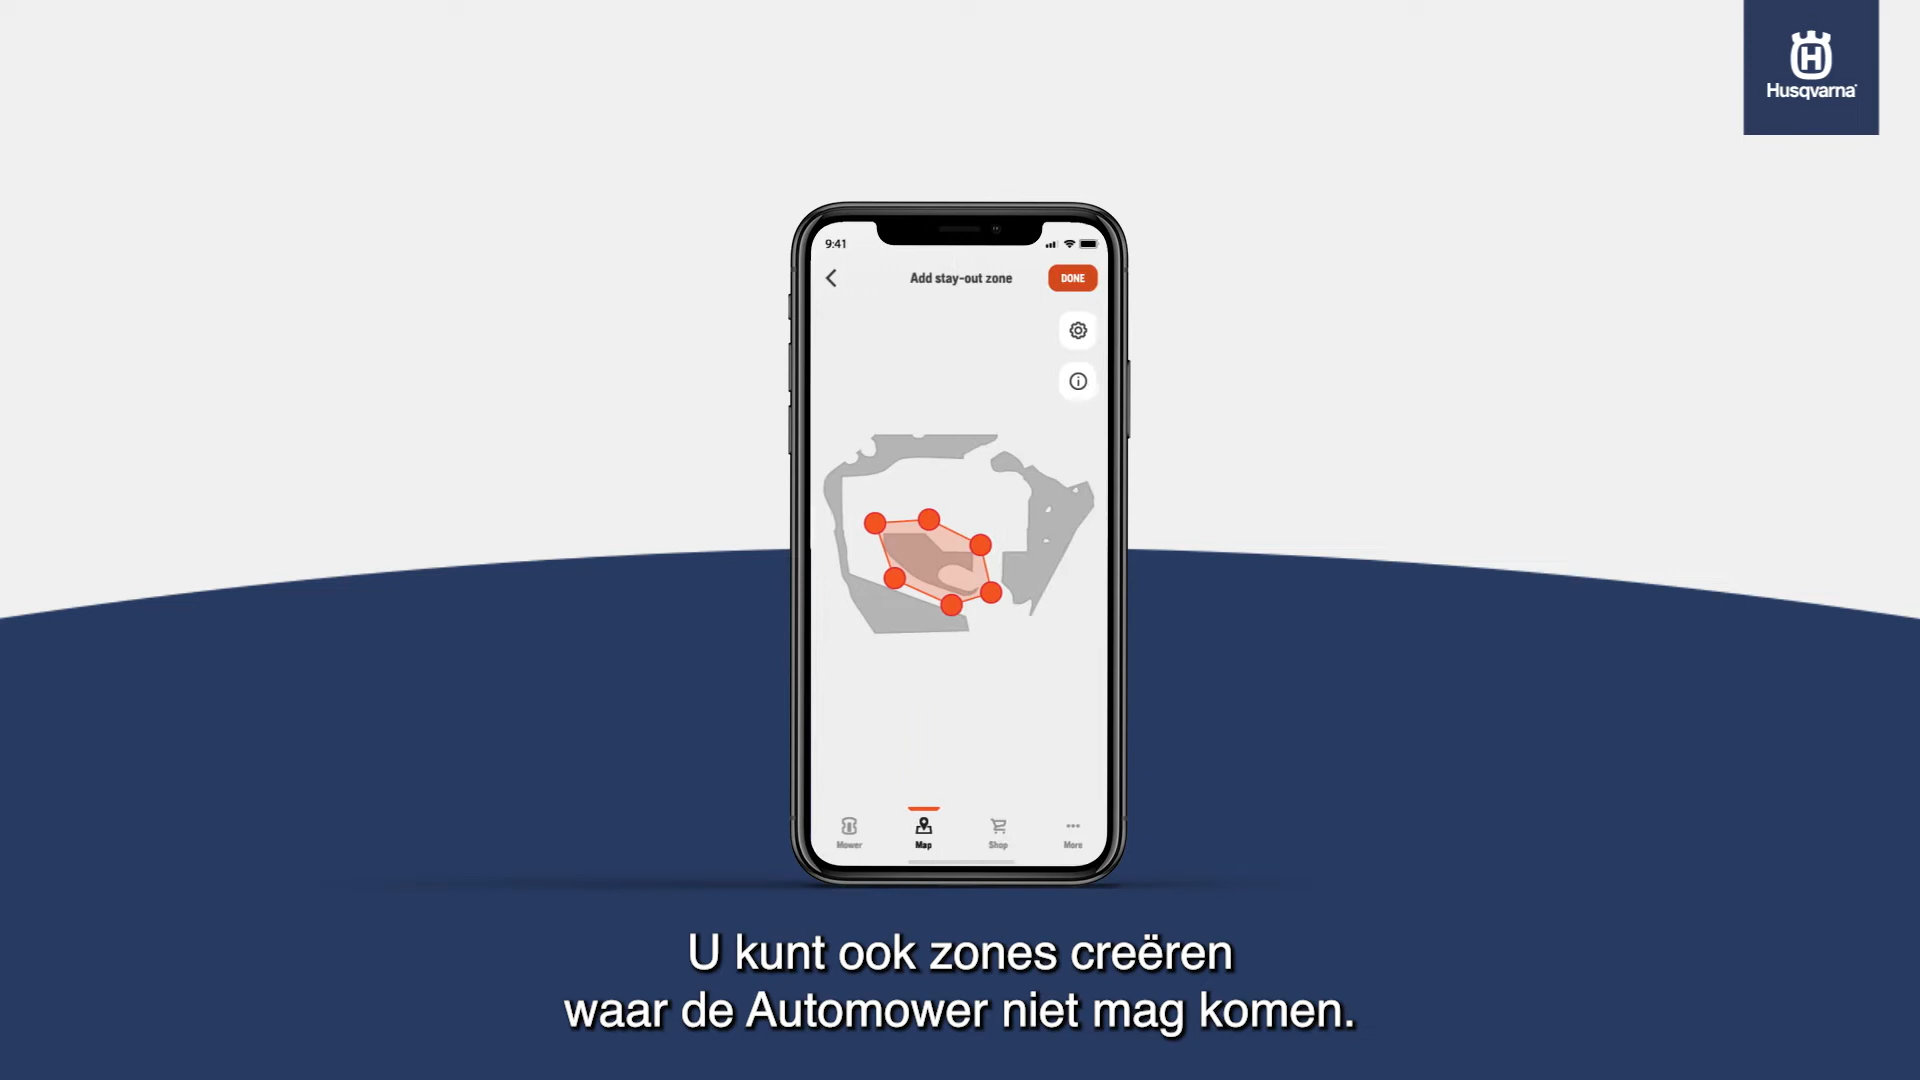 Husqvarna
9:41
Add stay-out zone
DONE
Mower
Map
Shop
More
U kunt ook zones creëren
waar de Automower niet mag komen.